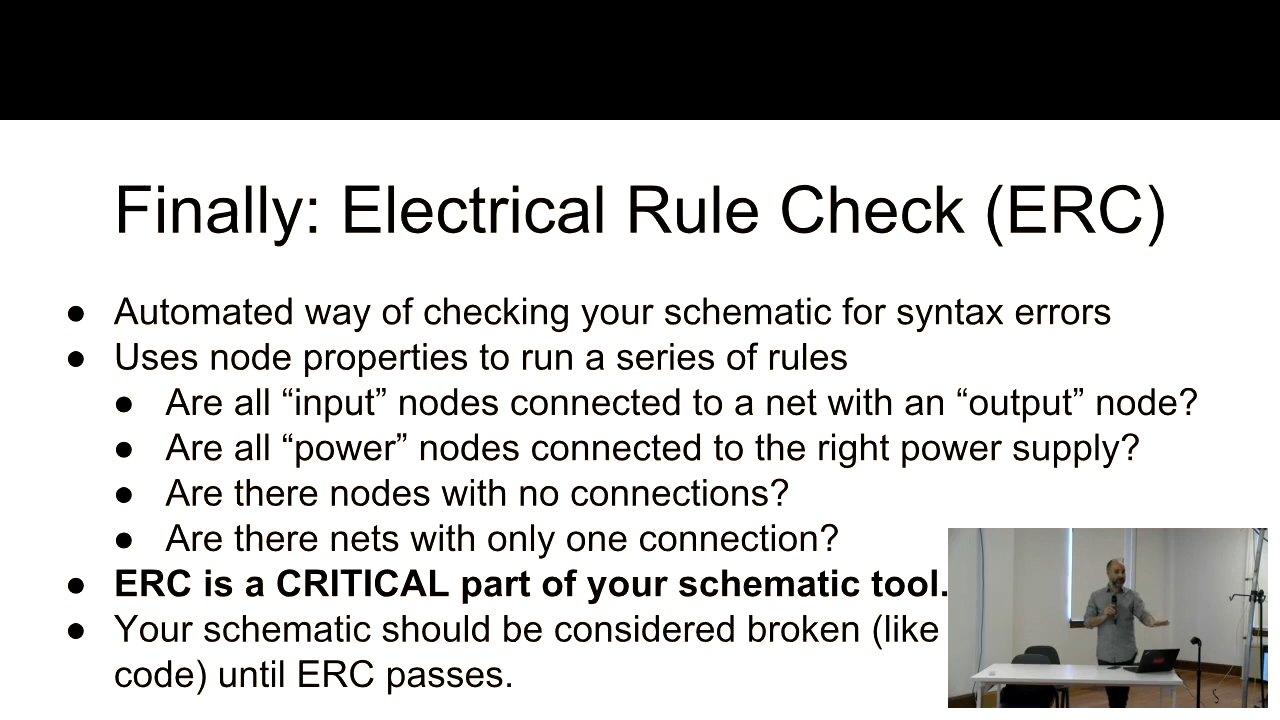 Finally: Electrical Rule Check (ERC)
● Automated way of checking your schematic for syntax errors
● Uses node properties to run a series of rules
● Are all “input” nodes connected to a net with an “output” node?
● Are all “power” nodes connected to the right power supply?
● Are there nodes with no connections?
● Are there nets with only one connection?
● ERC is a CRITICAL part of your schematic tool.
● Your schematic should be considered broken (like
code) until ERC passes.